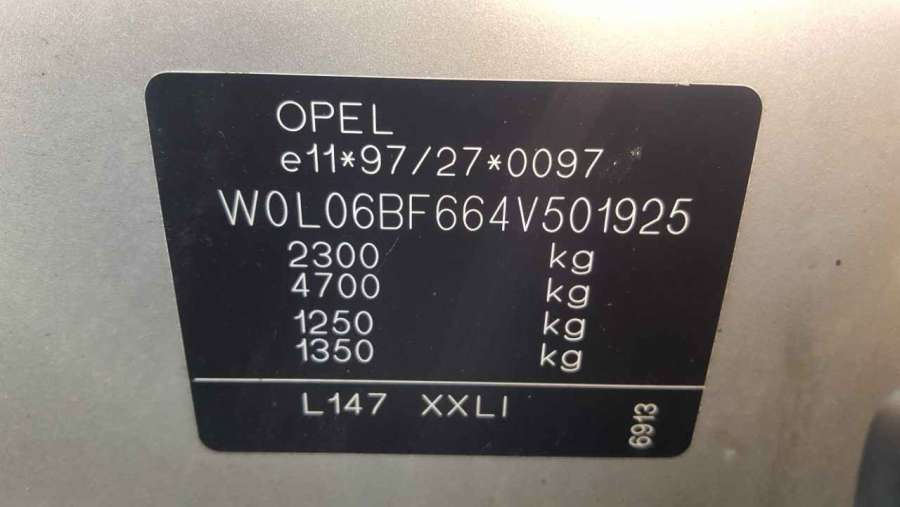 OPEL
e11*97/27*0097
W0L06BF664V501925
2300 kg
4700 kg
1250 kg
1350 kg
L147 XXLI
6913